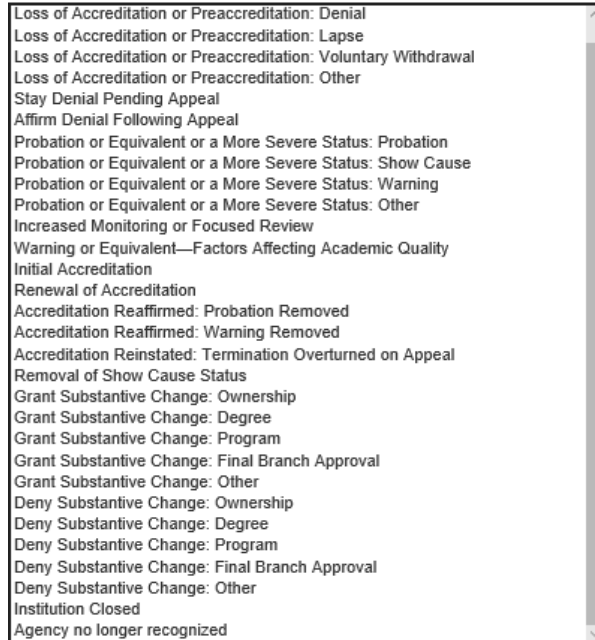 Loss of Accreditation or Preaccreditation: Denial
Loss of Accreditation or Preaccreditation: Lapse
Loss of Accreditation or Preaccreditation: Voluntary Withdrawal
Loss of Accreditation or Preaccreditation: Other
Stay Denial Pending Appeal
Affirm Denial Following Appeal
Probation or Equivalent or a More Severe Status: Probation
Probation or Equivalent or a More Severe Status: Show Cause
Probation or Equivalent or a More Severe Status: Warning
Probation or Equivalent or a More Severe Status: Other
Increased Monitoring or Focused Review
Warning or Equivalent—Factors Affecting Academic Quality
Initial Accreditation
Renewal of Accreditation
Accreditation Reaffirmed: Probation Removed
Accreditation Reaffirmed: Warning Removed
Accreditation Reinstated: Termination Overturned on Appeal
Removal of Show Cause Status
Grant Substantive Change: Ownership
Grant Substantive Change: Degree
Grant Substantive Change: Program
Grant Substantive Change: Final Branch Approval
Grant Substantive Change: Other
Deny Substantive Change: Ownership
Deny Substantive Change: Degree
Deny Substantive Change: Program
Deny Substantive Change: Final Branch Approval
Deny Substantive Change: Other
Institution Closed
Agency no longer recognized